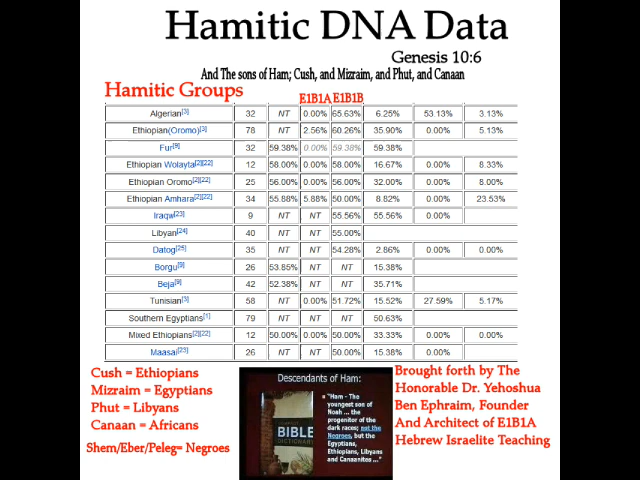 Hamitic DNA Data
Genesis 10:6
And The sons of Ham; Cush, and Mizraim, and Phut, and Canaan
Hamitic Groups
E1B1A E1B1B
Algerian[3] 32 NT 0.00% 65.63% 6.25% 53.13% 3.13%
Ethiopian(Oromo)[3] 78 NT 2.56% 60.26% 35.90% 0.00% 5.13%
Fur[9] 32 59.38% 0.00% 59.38% 59.38%
Ethiopian Wolayta[2][22] 12 58.00% 0.00% 58.00% 16.67% 0.00% 8.33%
Ethiopian Oromo[2][22] 25 56.00% 0.00% 56.00% 32.00% 0.00% 8.00%
Ethiopian Amhara[2][22] 34 55.88% 5.88% 50.00% 8.82% 0.00% 23.53%
Iraqw[23] 9 NT NT 55.56% 55.56% 0.00%
Libyan[24] 40 NT NT 55.00%
Datog[25] 35 NT NT 54.28% 2.86% 0.00% 0.00%
Borgu[9] 26 53.85% NT NT 15.38%
Beja[9] 42 52.38% NT NT 35.71%
Tunisian[3] 58 NT 0.00% 51.72% 15.52% 27.59% 5.17%
Southern Egyptians[1] 79 NT NT NT 50.63%
Mixed Ethiopians[2][22] 12 50.00% 0.00% 50.00% 33.33% 0.00% 0.00%
Maasai[23] 26 NT NT 50.00% 15.38% 0.00%
Cush = Ethiopians
Mizraim = Egyptians
Phut = Libyans
Canaan = Africans
Shem/Eber/Peleg= Negroes
Descendants of Ham:
"Ham - The
youngest son of
Noah ... the
progenitor of the
dark races; not the
Negroes, but the
Egyptians,
Ethiopians, Libyans
and Canaanites ..."
BIBLE
DICTIONARY
Brought forth by The
Honorable Dr. Yehoshua
Ben Ephraim, Founder
And Architect of E1B1A
Hebrew Israelite Teaching